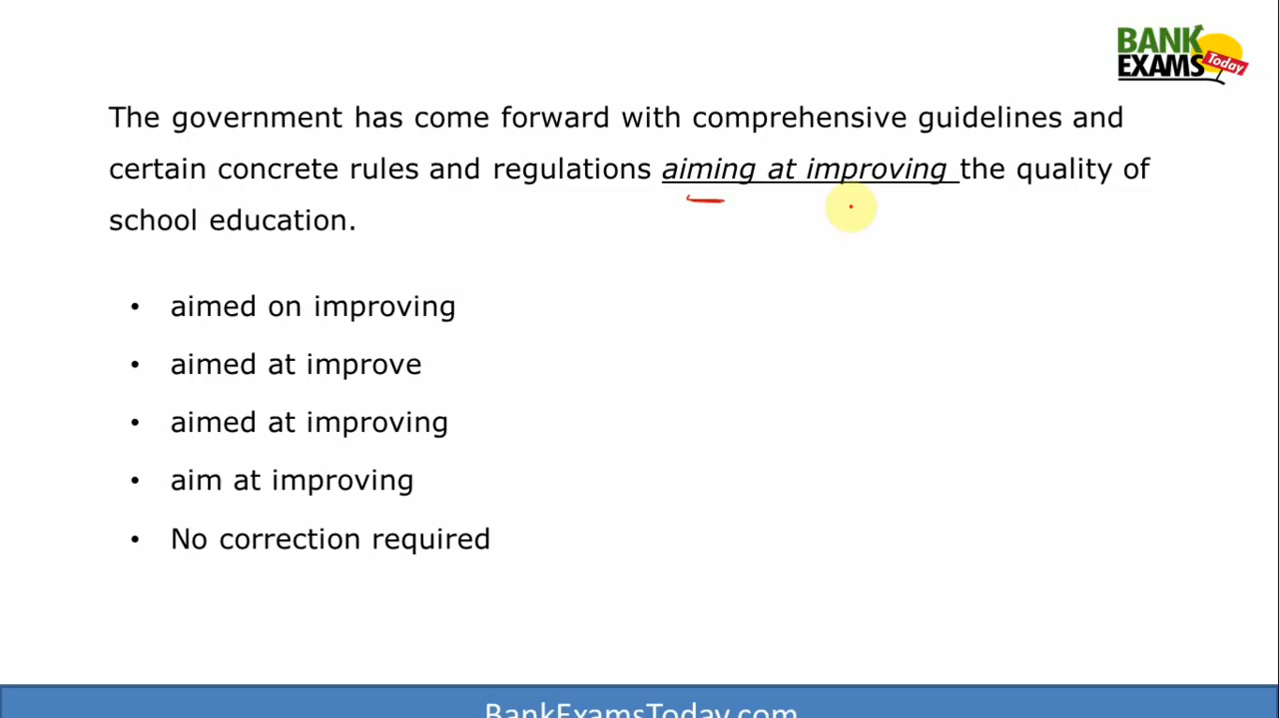 BANK
EXAMS Today
The government has come forward with comprehensive guidelines and
certain concrete rules and regulations aiming at improving the quality of
school education.
• aimed on improving
• aimed at improve
• aimed at improving
• aim at improving
• No correction required
BankExamsToday.com